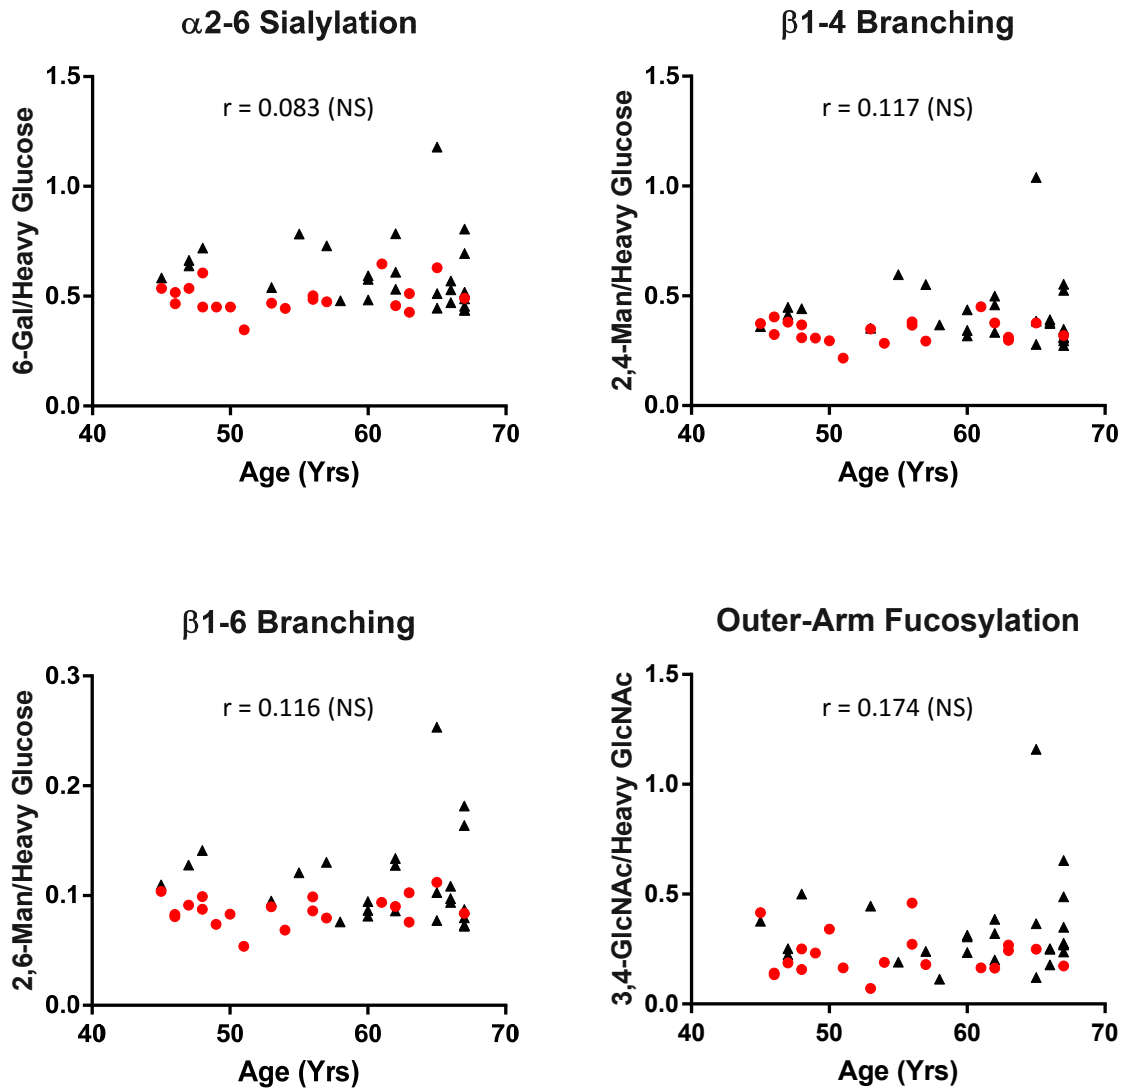 α2-6 Sialylation
r = 0.083 (NS)
6-Gal/Heavy Glucose
1.5
1.0
0.5
0.0
40 50 60 70
Age (Yrs)
β1-4 Branching
r = 0.117 (NS)
2,4-Man/Heavy Glucose
1.5
1.0
0.5
0.0
40 50 60 70
Age (Yrs)
β1-6 Branching
r = 0.116 (NS)
2,6-Man/Heavy Glucose
0.3
0.2
0.1
0.0
40 50 60 70
Age (Yrs)
Outer-Arm Fucosylation
r = 0.174 (NS)
3,4-GlcNAc/Heavy GlcNAc
1.5
1.0
0.5
0.0
40 50 60 70
Age (Yrs)